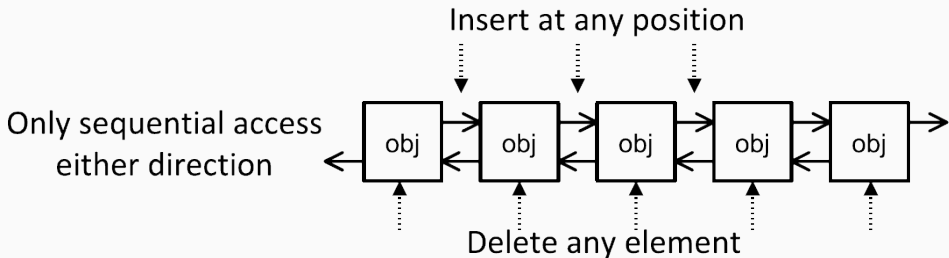 Insert at any position
Only sequential access
either direction
obj obj obj obj obj
Delete any element